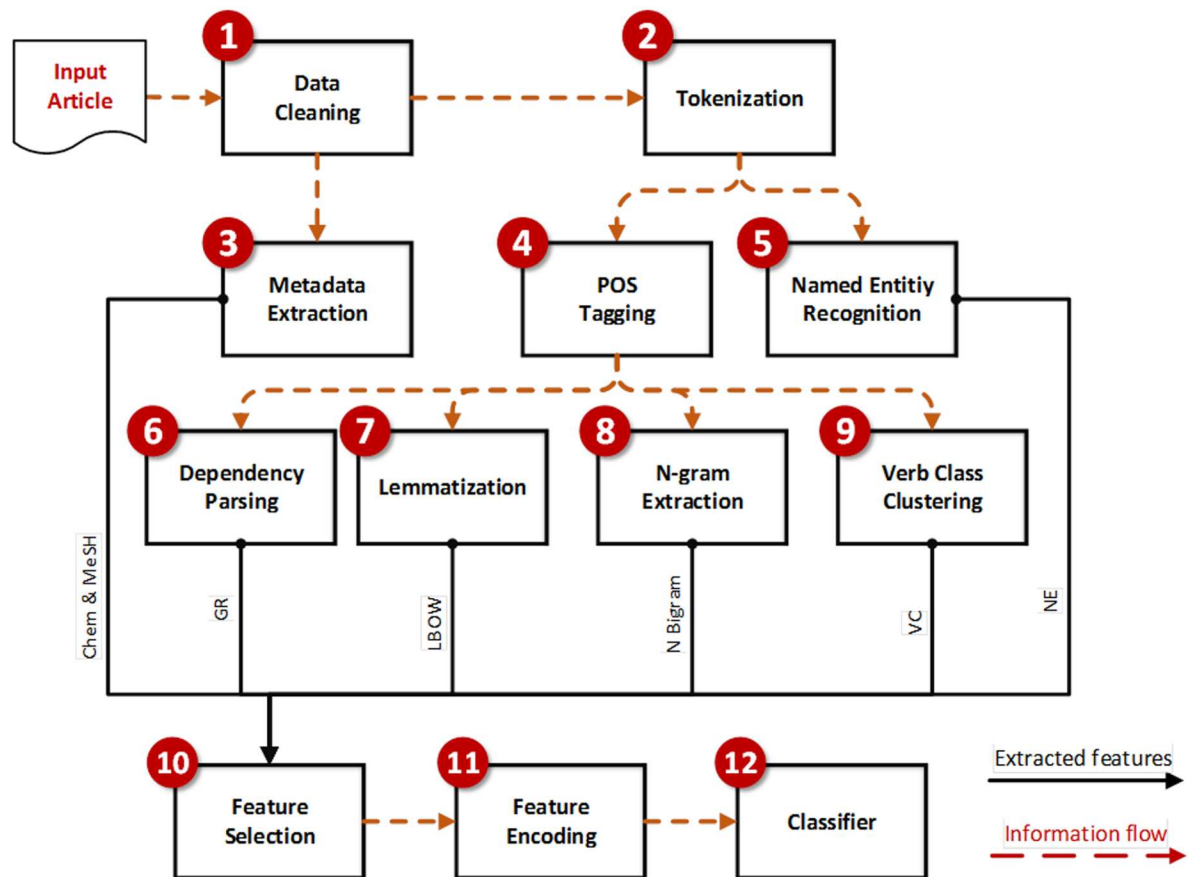 1
2
Input
Article
Data
Cleaning
Tokenization
3
4
5
Metadata
Extraction
POS
Tagging
Named Entitiy
Recognition
6
7
8
9
Dependency
Parsing
Lemmatization
N-gram
Extraction
Verb Class
Clustering
Chem & MeSH
GR
LBOW
N Bigram
VC
NE
10
11
12
Feature
Selection
Feature
Encoding
Classifier
Extracted features
Information flow